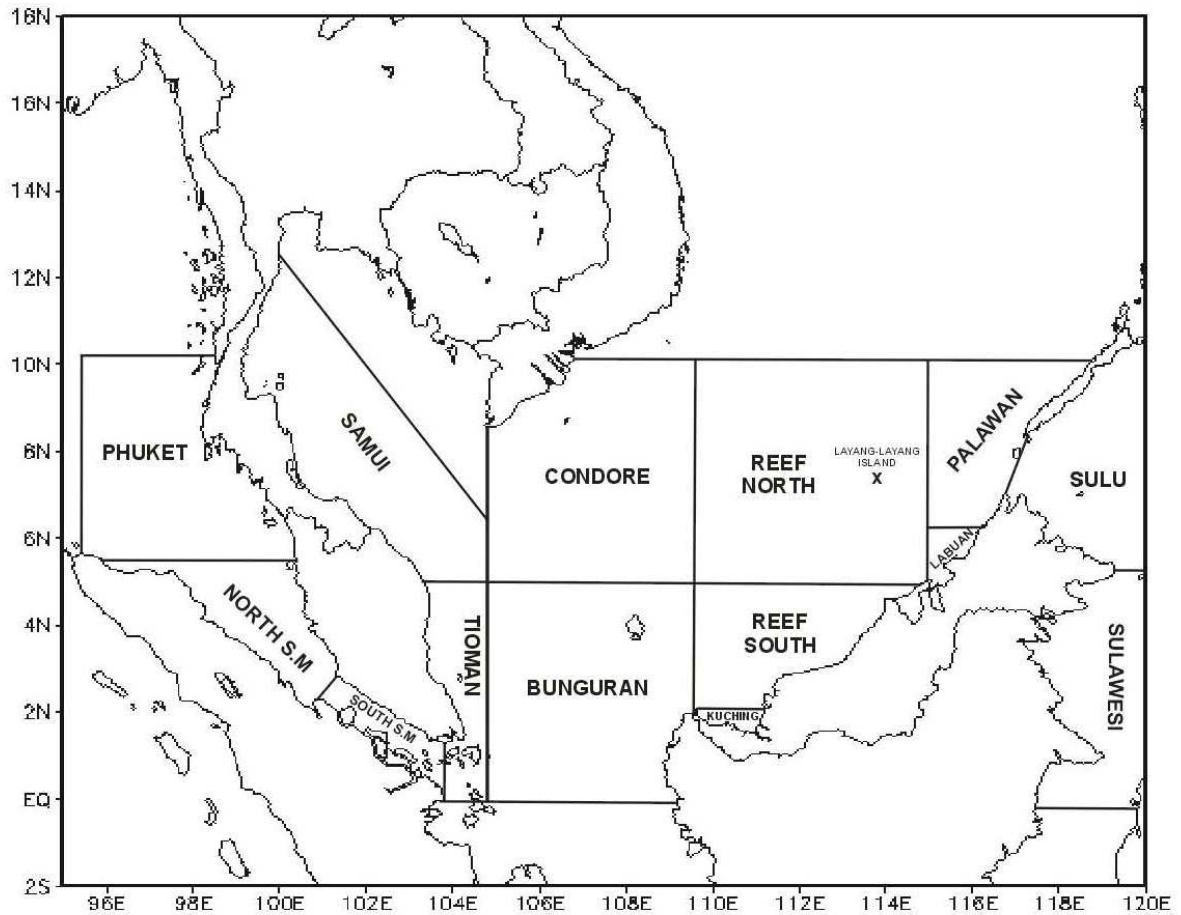 16N
16N
14N
12N
10N
8N
6N
4N
2N
EQ
2S
96E
98E
100E
102E
104E
106E
108E
110E
112E
114E
116E
118E
120E
PHUKET
SAMUI
CONDORE
REEF
NORTH
LAYANG-LAYANG
ISLAND
X
PALAWAN
SULU
LABUAN
NORTH S.M
SOUTH S.M
TIOMAN
BUNGURAN
REEF
SOUTH
KUCHING
SULAWESI